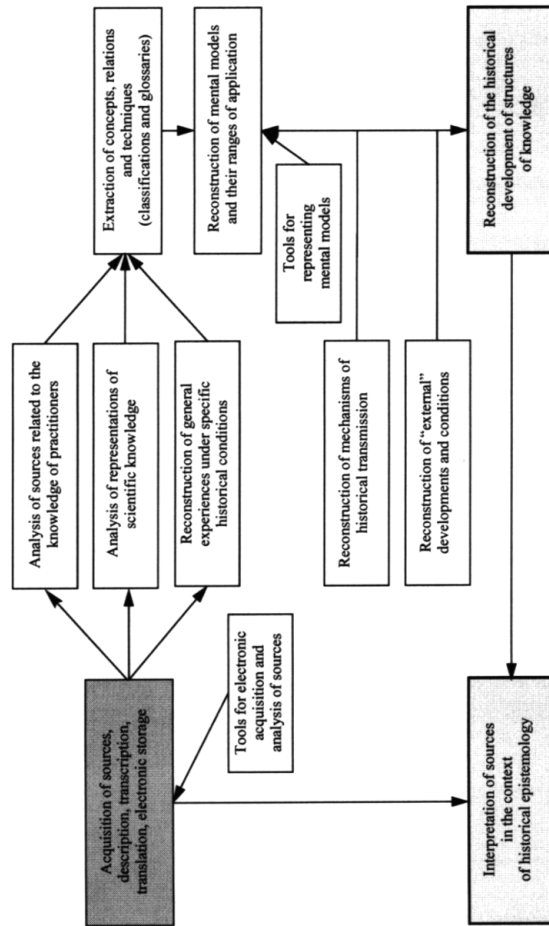 Acquisition of sources,
description, transcription,
translation, electronic storage
Analysis of sources related to the
knowledge of practitioners
Analysis of representations of
scientific knowledge
Reconstruction of general
experiences under specific
historical conditions
Extraction of concepts, relations
and techniques
(classifications and glossaries)
Reconstruction of mental models
and their ranges of application
Tools for electronic
acquisition and
analysis of sources
Tools for
representing
mental models
Reconstruction of mechanisms of
historical transmission
Reconstruction of "external"
developments and conditions
Interpretation of sources
in the context
of historical epistemology
Reconstruction of the historical
development of structures
of knowledge